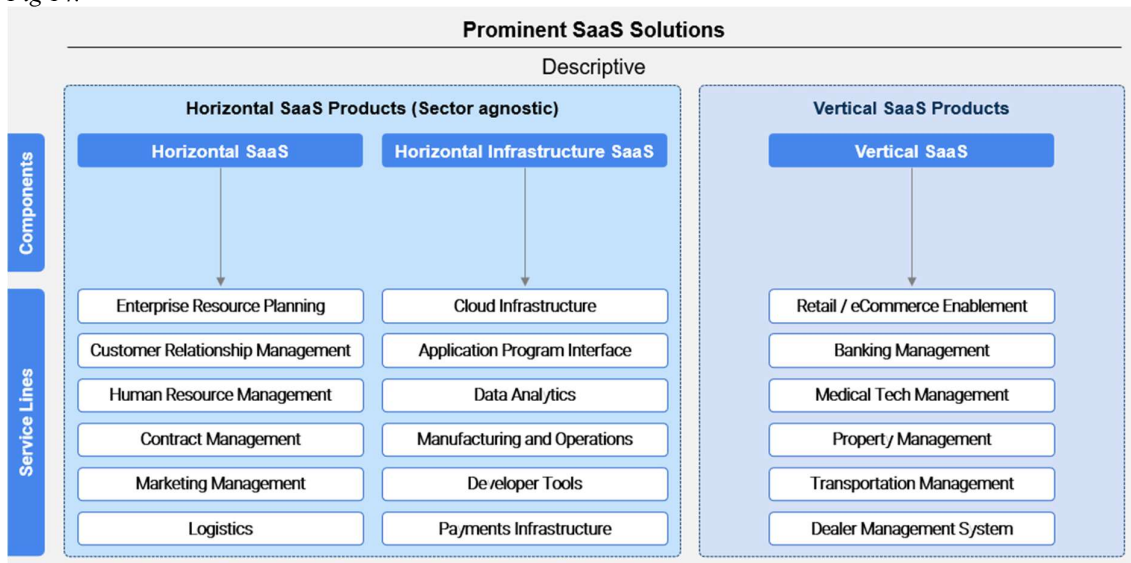 Prominent SaaS Solutions
Descriptive
Horizontal SaaS Products (Sector agnostic)
Vertical SaaS Products
Components
Horizontal SaaS
Horizontal Infrastructure SaaS
Vertical SaaS
Service Lines
Enterprise Resource Planning
Cloud Infrastructure
Retail / eCommerce Enablement
Customer Relationship Management
Application Program Interface
Banking Management
Human Resource Management
Data Analytics
Medical Tech Management
Contract Management
Manufacturing and Operations
Property Management
Marketing Management
Developer Tools
Transportation Management
Logistics
Payments Infrastructure
Dealer Management System